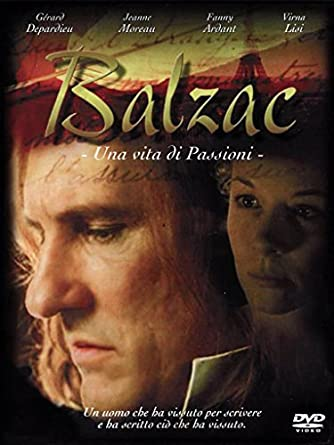 Gérard Depardieu
Jeanne Moreau
Fanny Ardant
Virna Lisi
Balzac
- Una vita di Passioni -
Un uomo che ha vissuto per scrivere
e ha scritto ciò che ha vissuto.
DVD
VIDEO